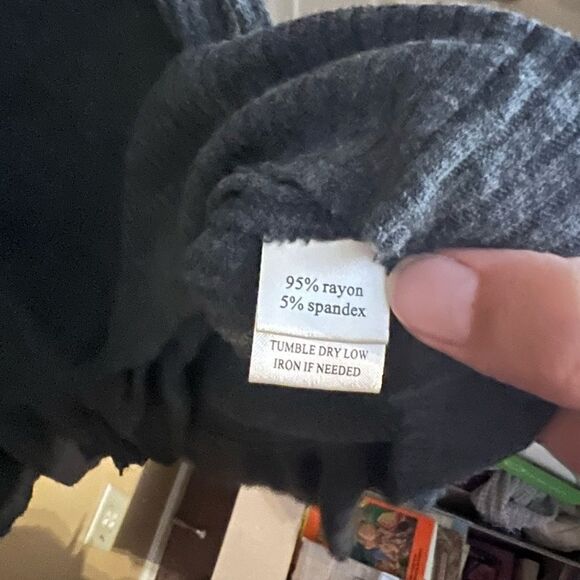 95% rayon
5% spandex
TUMBLE DRY LOW
IRON IF NEEDED